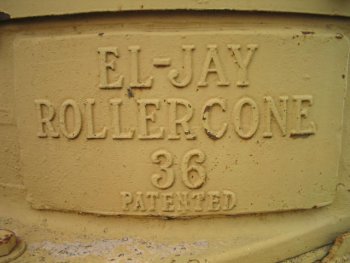 EL-JAY
ROLLERCONE
36
PATENTED